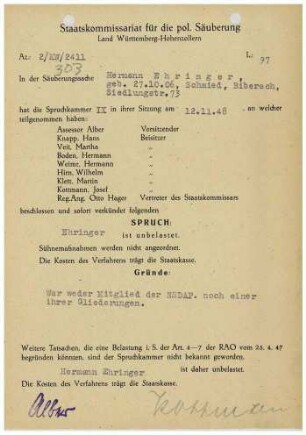 Staatskommissariat für die pol. Säuberung
Land Württemberg-Hohenzollern
Az: 2/KB/2411
L: 97
303
In der Säuberungssache Hermann Ehringer,
geb. 27.10.06, Schmied, Biberach,
Siedlungstr. 73
hat die Spruchkammer IX in ihrer Sitzung am 12.11.48, an welcher
teilgenommen haben:
Assessor Alber Vorsitzender
Knapp, Hans Beisitzer
Veit, Martha "
Boden, Hermann "
Weine, Hermann "
Hirn, Wilhelm "
Klett, Martin "
Kottmann, Josef "
Reg.Ang. Otto Hager Vertreter des Staatskommissars
beschlossen und sofort verkündet folgenden
SPRUCH:
Ehringer
ist unbelastet.
Sühnemaßnahmen werden nicht angeordnet.
Die Kosten des Verfahrens trägt die Staatskasse.
Gründe:
War weder Mitglied der NSDAP. noch einer
ihrer Gliederungen.
Weitere Tatsachen, die eine Belastung i. S. der Art. 4-7 der RAO vom 25. 4. 47
begründen könnten, sind der Spruchkammer nicht bekannt geworden.
Hermann Ehringer ist daher unbelastet.
Die Kosten des Verfahrens trägt die Staatskasse.
Alber Kottmann